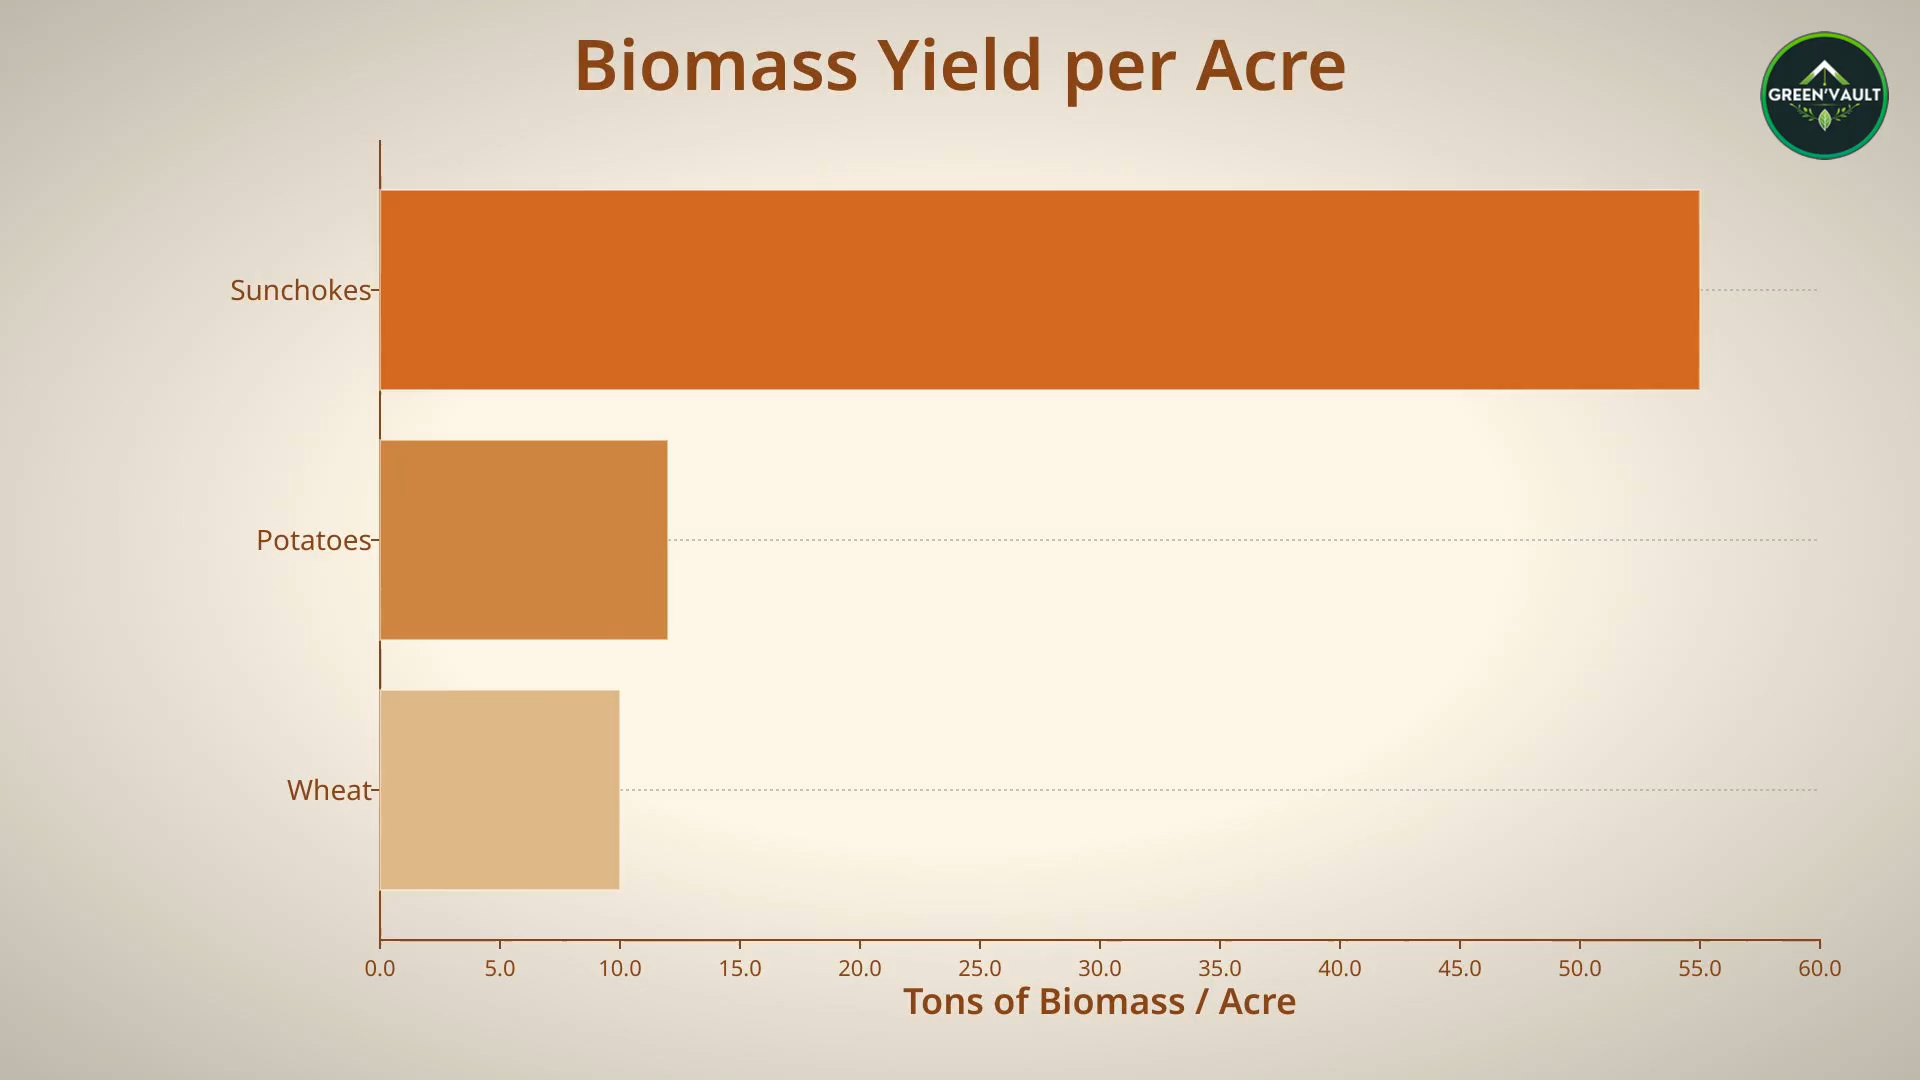 Biomass Yield per Acre
GREEN'VAULT
Sunchokes
Potatoes
Wheat
0.0 5.0 10.0 15.0 20.0 25.0 30.0 35.0 40.0 45.0 50.0 55.0 60.0
Tons of Biomass / Acre